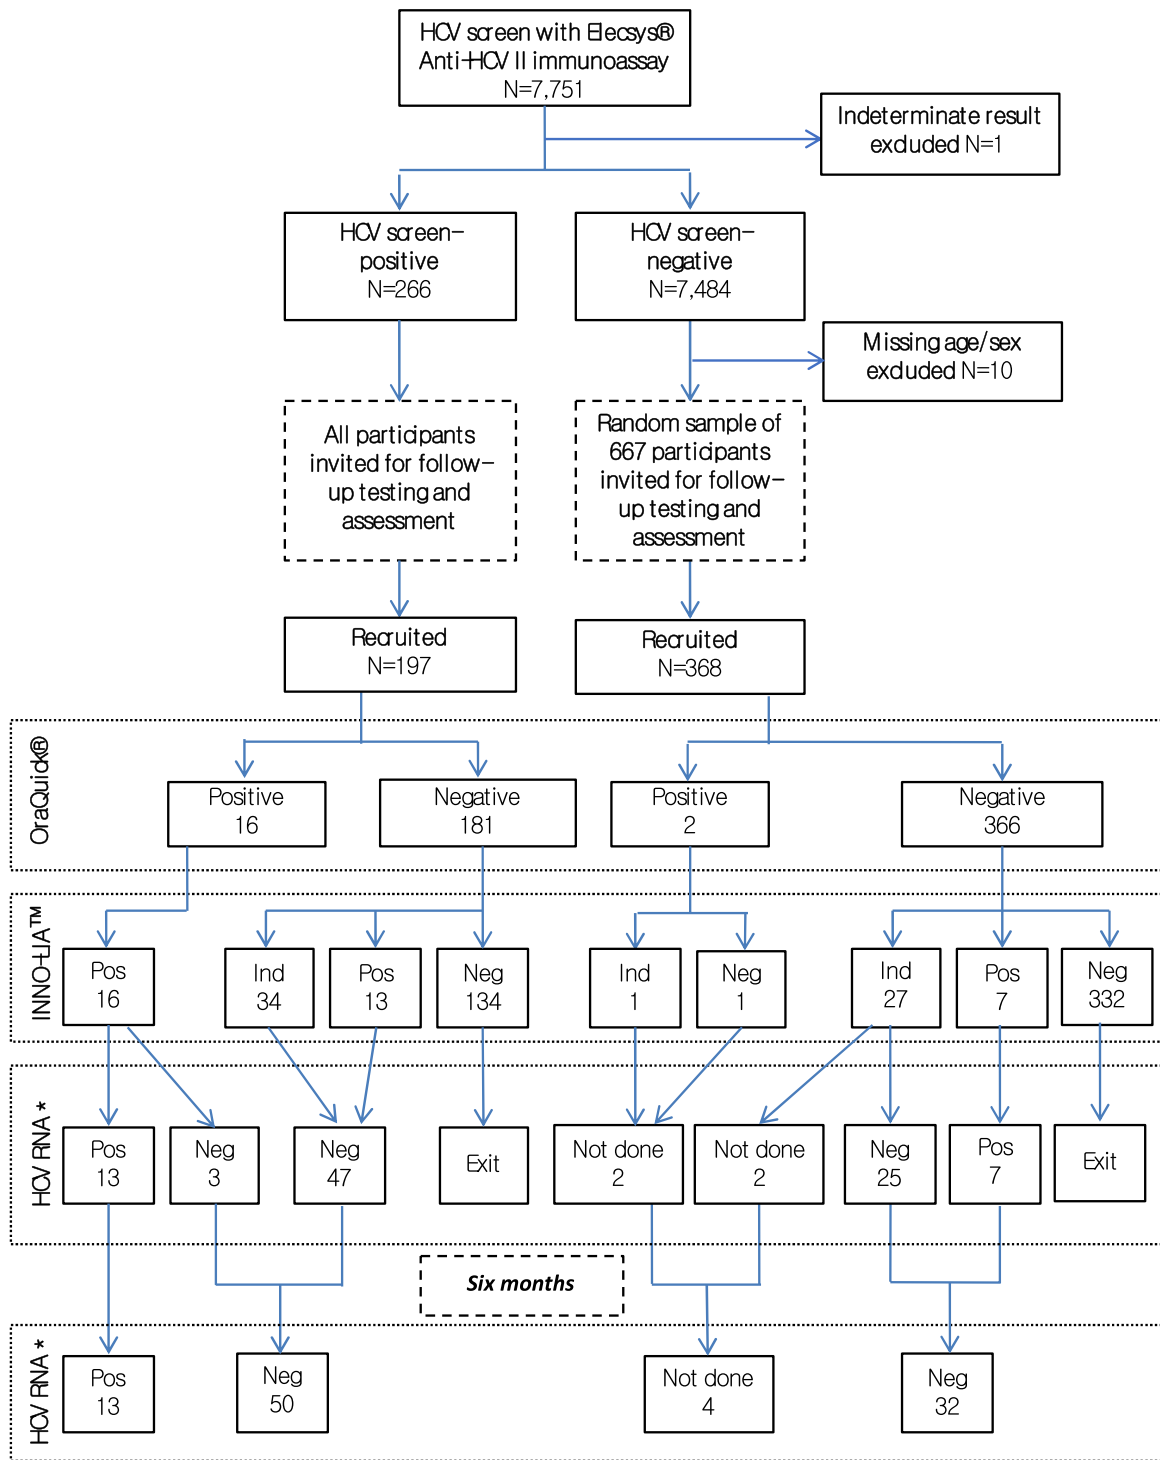 HCV screen with Elecsys®
Anti-HCV II immunoassay
N=7,751
Indeterminate result
excluded N=1
HCV screen-
positive
N=266
HCV screen-
negative
N=7,484
Missing age/sex
excluded N=10
All participants
invited for follow-
up testing and
assessment
Random sample of
667 participants
invited for follow-
up testing and
assessment
Recruited
N=197
Recruited
N=368
OraQuick®
Positive
16
Negative
181
Positive
2
Negative
366
INNO-LIA™
Pos
16
Ind
34
Pos
13
Neg
134
Ind
1
Neg
1
Ind
27
Pos
7
Neg
332
HCV RNA *
Pos
13
Neg
3
Neg
47
Exit
Not done
2
Not done
2
Neg
25
Pos
7
Exit
Six months
HCV RNA *
Pos
13
Neg
50
Not done
4
Neg
32